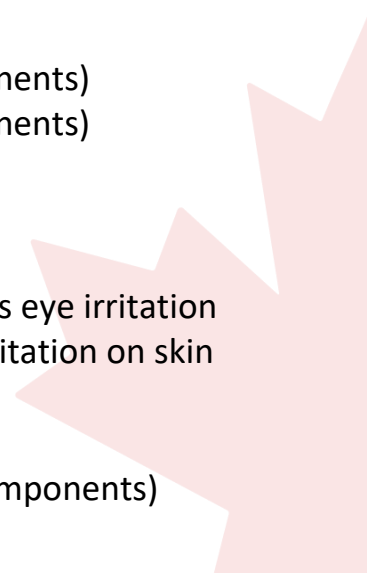 nents)
nents)
s eye irritation
itation on skin
mponents)